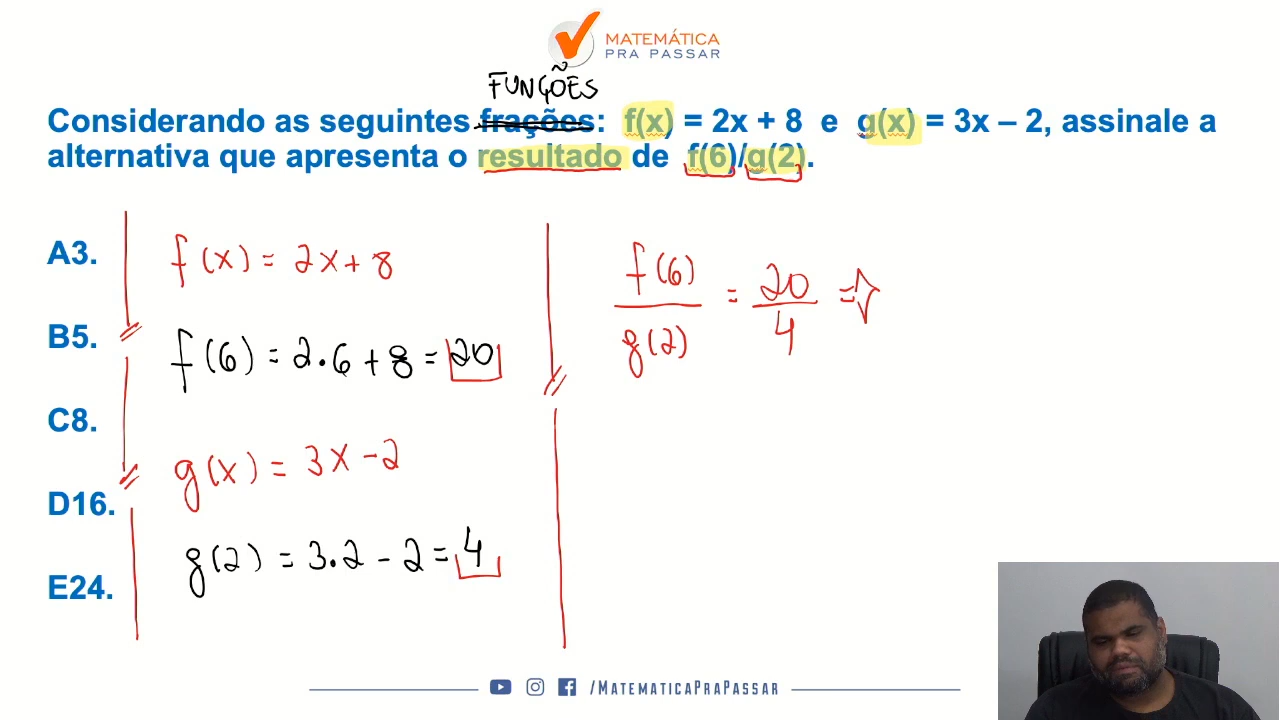 MATEMÁTICA
PRA PASSAR
FUNÇÕES
Considerando as seguintes frações: f(x) = 2x + 8 e g(x) = 3x – 2, assinale a
alternativa que apresenta o resultado de f(6)/g(2).
A3.
B5.
C8.
D16.
E24.
f(x) = 2x + 8
f(6) = 2.6 + 8 = 20
g(x) = 3x - 2
g(2) = 3.2 - 2 = 4
f(6)/g(2) = 20/4 =>
/MATEMATICAPRAPASSAR